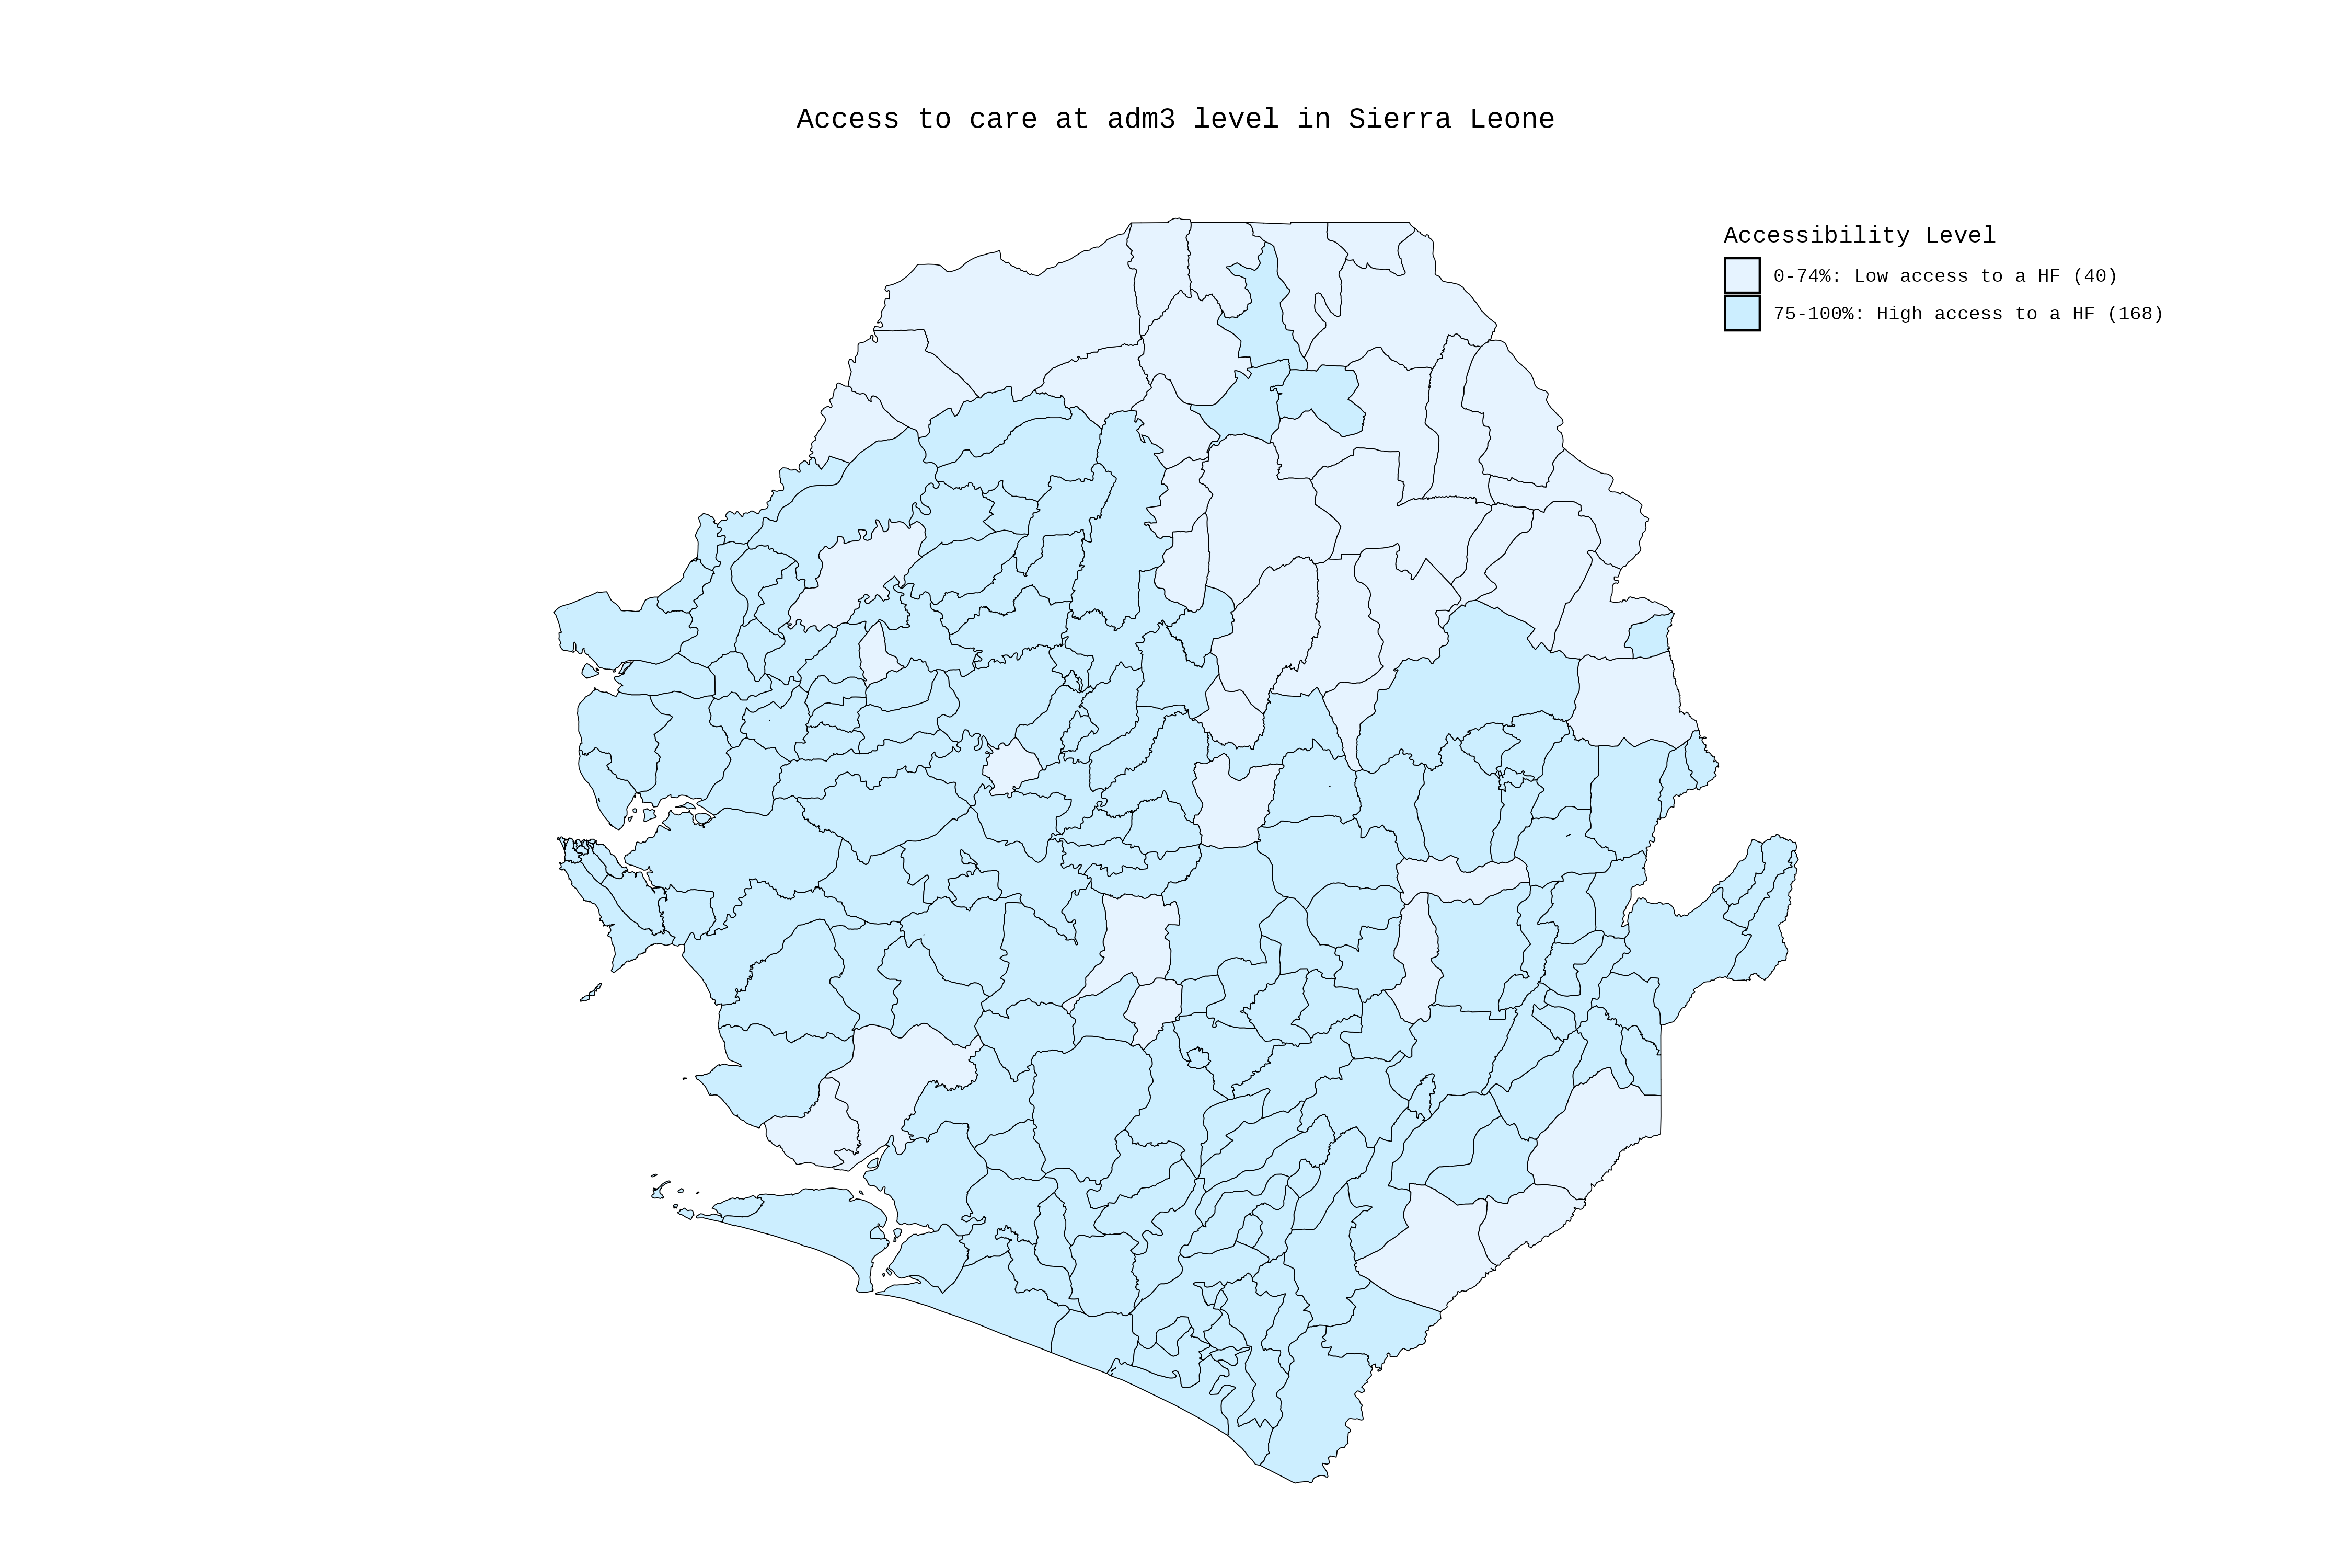 Access to care at adm3 level in Sierra Leone
Accessibility Level
0-74%: Low access to a HF (40)
75-100%: High access to a HF (168)